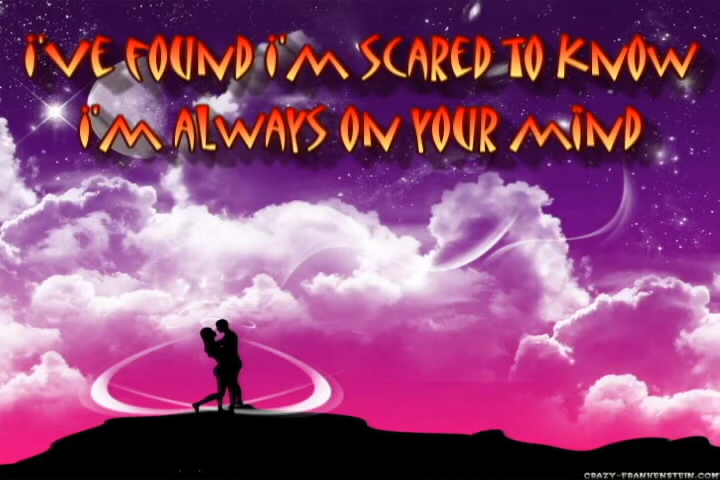 I'VE FOUND I'M SCARED TO KNOW
I'M ALWAYS ON YOUR MIND
CRAZY-FRANKENSTEIN.COM